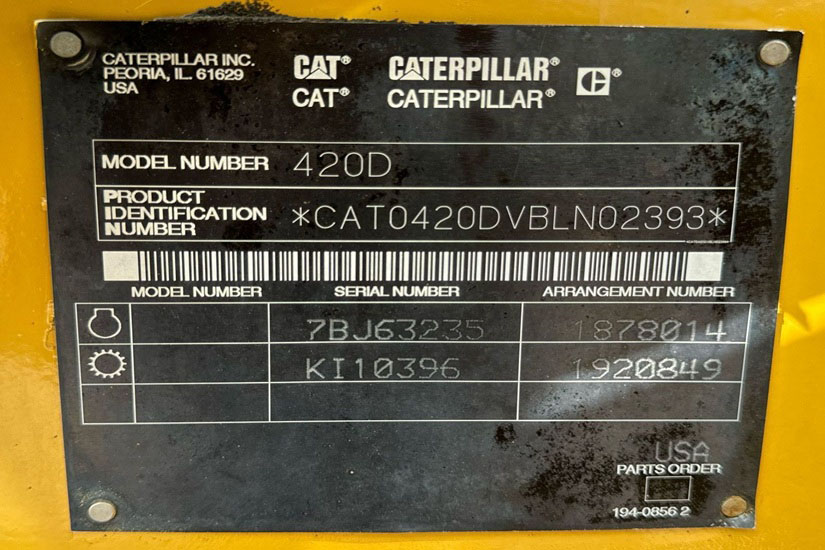 CATERPILLAR INC.
PEORIA, IL. 61629
USA
CAT® CATERPILLAR® C®
CAT® CATERPILLAR®
MODEL NUMBER 420D
PRODUCT
IDENTIFICATION
NUMBER *CAT0420DVBLN02393*
MODEL NUMBER SERIAL NUMBER ARRANGEMENT NUMBER
7BJ63235 1878014
KI10396 1920849
USA
PARTS ORDER
194-0856 2